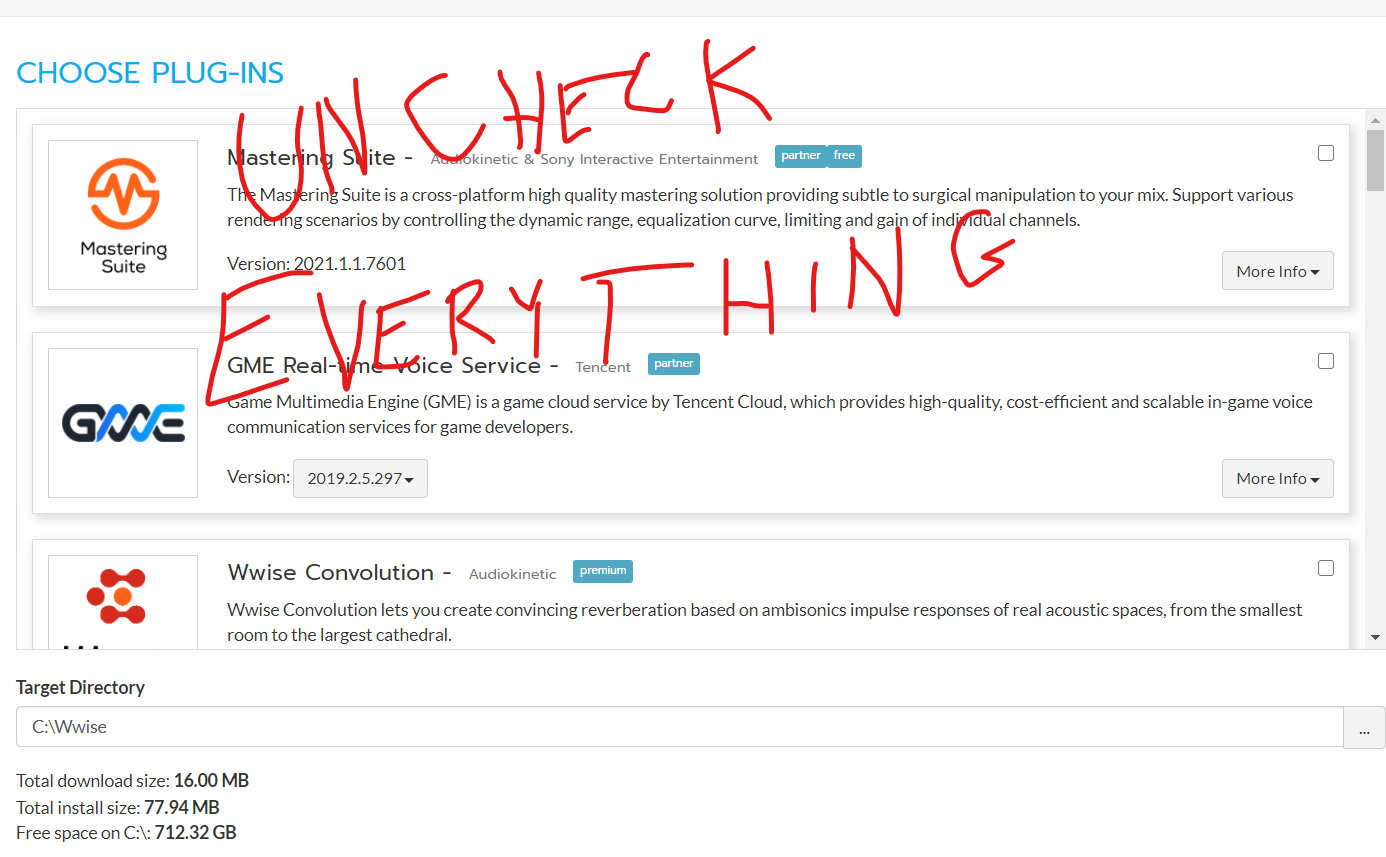 CHOOSE PLUG-INS
UNCHECK
Mastering Suite - Audiokinetic & Sony Interactive Entertainment partner free
The Mastering Suite is a cross-platform high quality mastering solution providing subtle to surgical manipulation to your mix. Support various
rendering scenarios by controlling the dynamic range, equalization curve, limiting and gain of individual channels.
Mastering
Suite
Version: 2021.1.1.7601
More Info
EVERYTHING
GME Real-time Voice Service - Tencent partner
Game Multimedia Engine (GME) is a game cloud service by Tencent Cloud, which provides high-quality, cost-efficient and scalable in-game voice
communication services for game developers.
GME
Version: 2019.2.5.297
More Info
Wwise Convolution - Audiokinetic premium
Wwise Convolution lets you create convincing reverberation based on ambisonics impulse responses of real acoustic spaces, from the smallest
room to the largest cathedral.
Target Directory
C:\Wwise
...
Total download size: 16.00 MB
Total install size: 77.94 MB
Free space on C:\: 712.32 GB